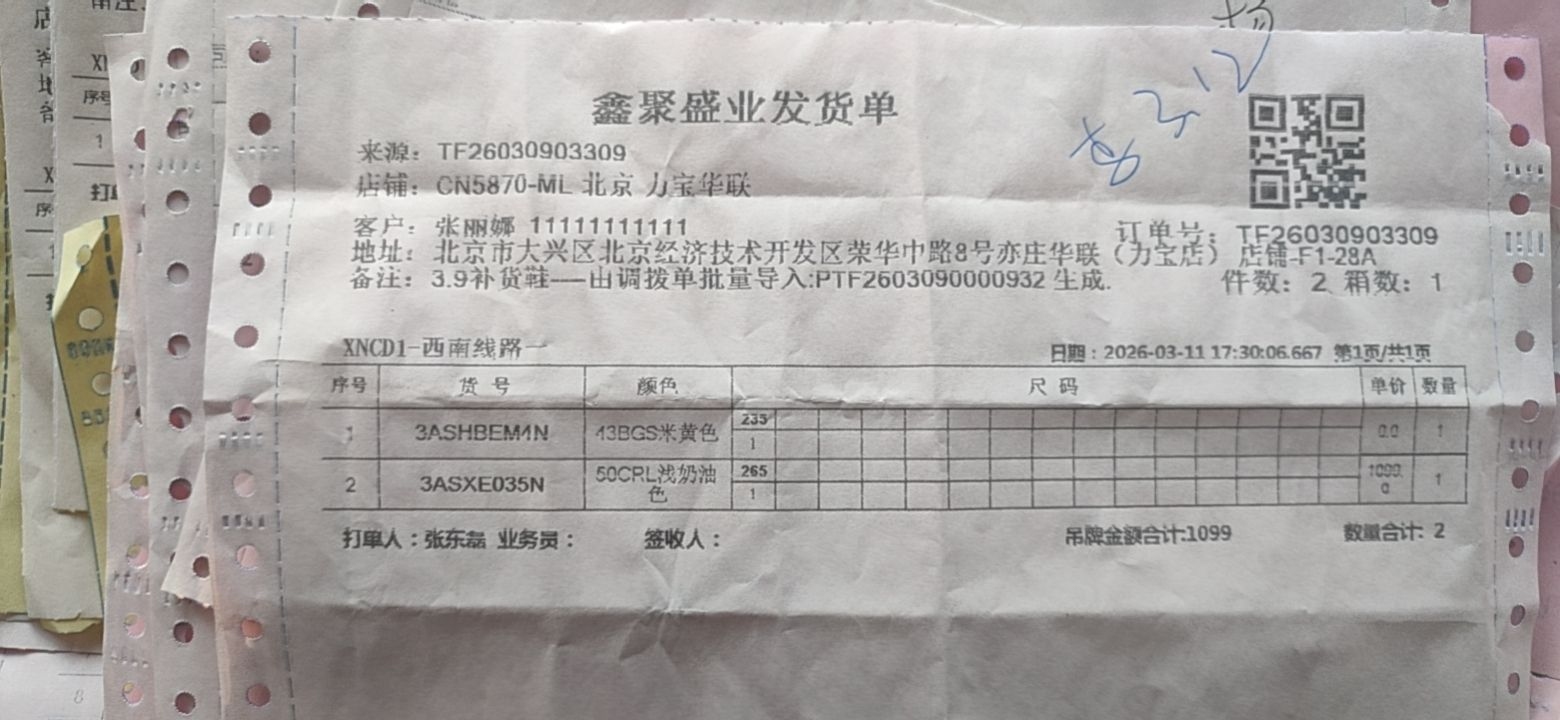 鑫聚盛业发货单
来源：TF26030903309
店铺：CN5870-ML 北京 力宝华联
客户：张丽娜 11111111111
订单号：TF26030903309
地址：北京市大兴区北京经济技术开发区荣华中路8号亦庄华联（力宝店）店铺-F1-28A
备注：3.9补货鞋——由调拨单批量导入:PTF2603090000932 生成.
件数：2 箱数：1
XNCD1-西南线路一
日期：2026-03-11 17:30:06.667 第1页/共1页
序号 货号 颜色 尺码 单价 数量
1 3ASHBEM4N 43BGS米黄色 235 1 0.0 1
2 3ASXE035N 50CRL浅奶油色 265 1 1099.0 1
打单人：张东磊 业务员： 签收人： 吊牌金额合计:1099 数量合计: 2
序号
1
8